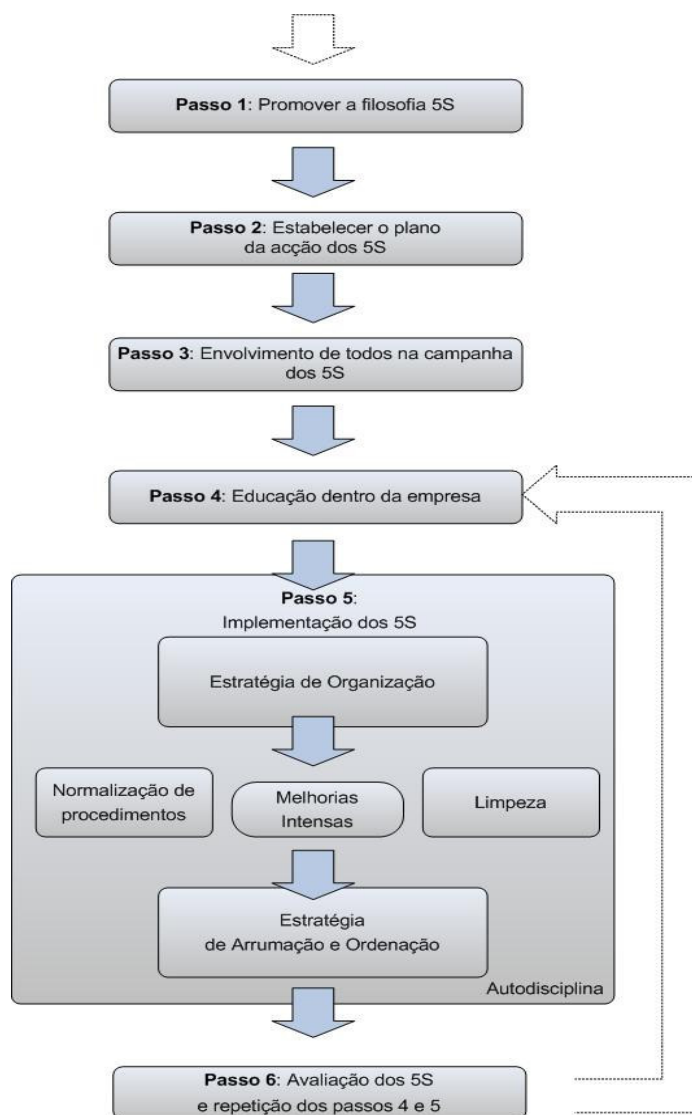 Passo 1: Promover a filosofia 5S
Passo 2: Estabelecer o plano
da acção dos 5S
Passo 3: Envolvimento de todos na campanha
dos 5S
Passo 4: Educação dentro da empresa
Passo 5:
Implementação dos 5S
Estratégia de Organização
Normalização de
procedimentos
Melhorias
Intensas
Limpeza
Estratégia
de Arrumação e Ordenação
Autodisciplina
Passo 6: Avaliação dos 5S
e repetição dos passos 4 e 5